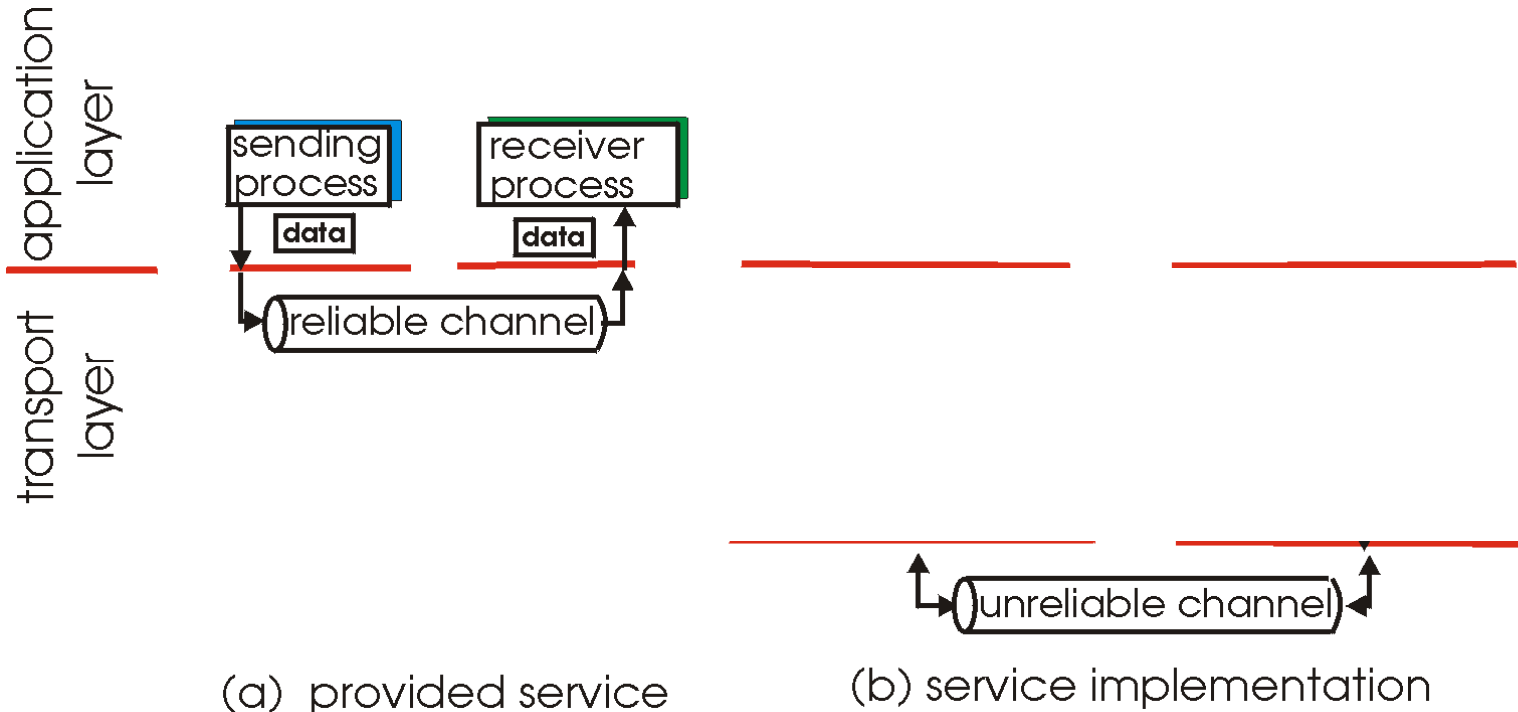 application
layer
transport
layer
sending
process
receiver
process
data
data
reliable channel
unreliable channel
(a) provided service
(b) service implementation